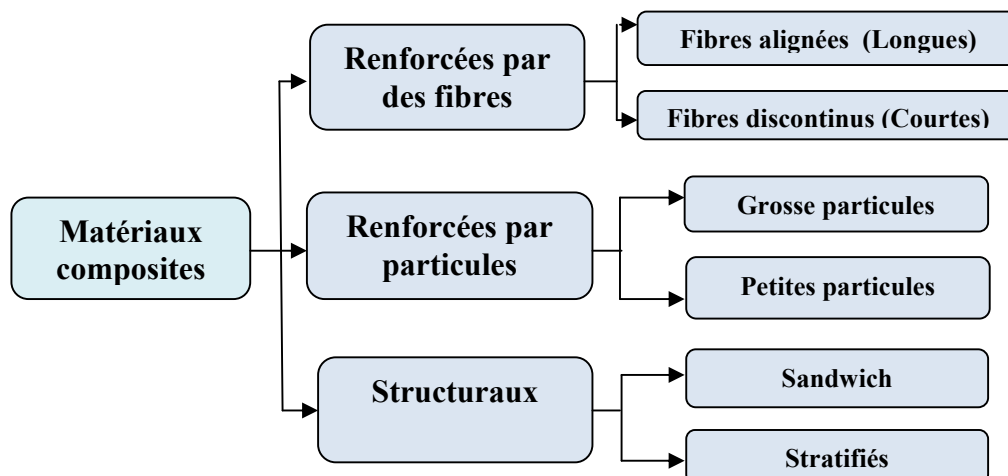 Matériaux
composites
Renforcées par
des fibres
Fibres alignées (Longues)
Fibres discontinus (Courtes)
Renforcées par
particules
Grosse particules
Petites particules
Structuraux
Sandwich
Stratifiés